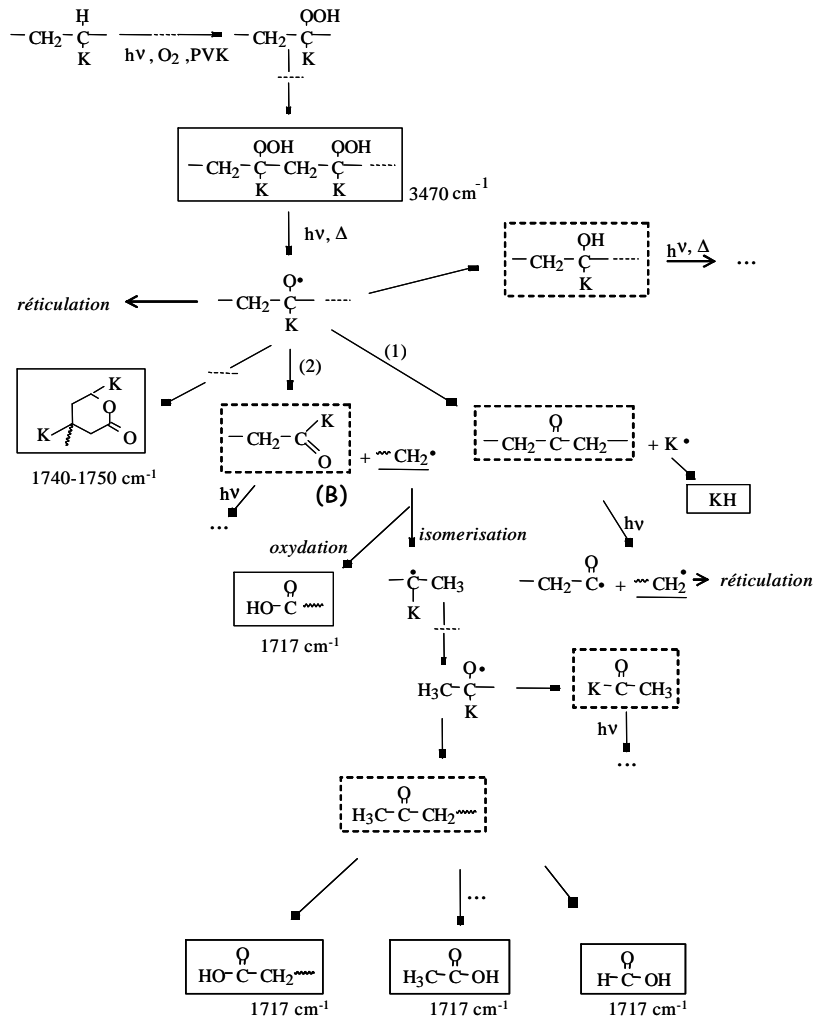 H
—CH₂—C—
K
hν, O₂ ,PVK
OOH
—CH₂—C—
K
OOH OOH
—CH₂—C—CH₂—C—
K K
3470 cm⁻¹
hν, Δ
OH
—CH₂—C—
K
hν, Δ
...
O•
—CH₂—C—
K
réticulation
(2)
(1)
K
O
K
O
1740-1750 cm⁻¹
K
—CH₂—C
O
+ CH₂•
(B)
hν
...
O
—CH₂—C—CH₂—
+ K•
KH
hν
oxydation
isomerisation
O
HO—C
1717 cm⁻¹
•
—C—CH₃
K
O
—CH₂—C• + CH₂• réticulation
O•
H₃C—C—
K
O
K—C—CH₃
hν
...
O
H₃C—C—CH₂
...
O
HO—C—CH₂
1717 cm⁻¹
O
H₃C—C—OH
1717 cm⁻¹
O
H—C—OH
1717 cm⁻¹